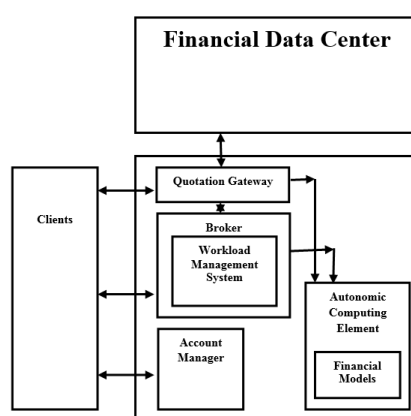 Financial Data Center
Quotation Gateway
Clients
Broker
Workload
Management
System
Autonomic
Computing
Element
Account
Manager
Financial
Models